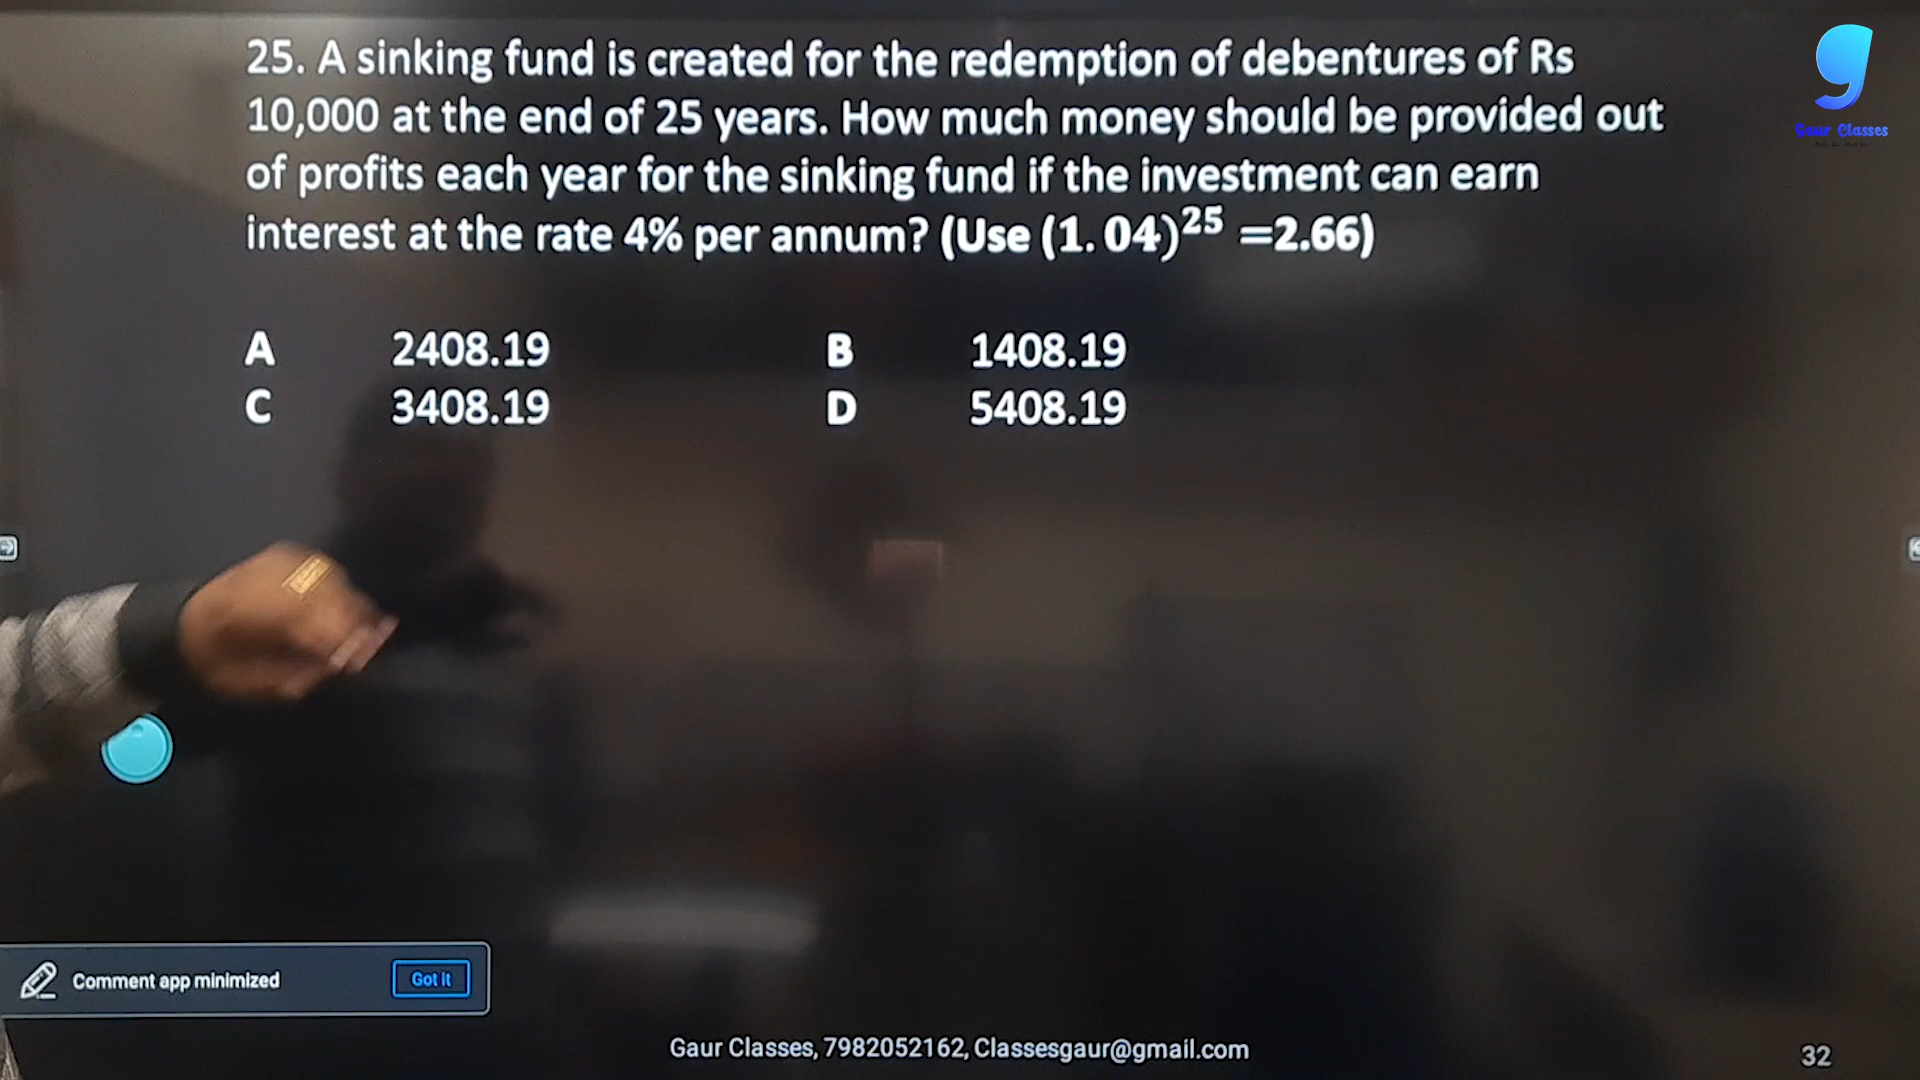 25. A sinking fund is created for the redemption of debentures of Rs
10,000 at the end of 25 years. How much money should be provided out
of profits each year for the sinking fund if the investment can earn
interest at the rate 4% per annum? (Use (1.04)²⁵ =2.66)
A 2408.19 B 1408.19
C 3408.19 D 5408.19
Gaur Classes
Comment app minimized Got it
Gaur Classes, 7982052162, Classesgaur@gmail.com
32